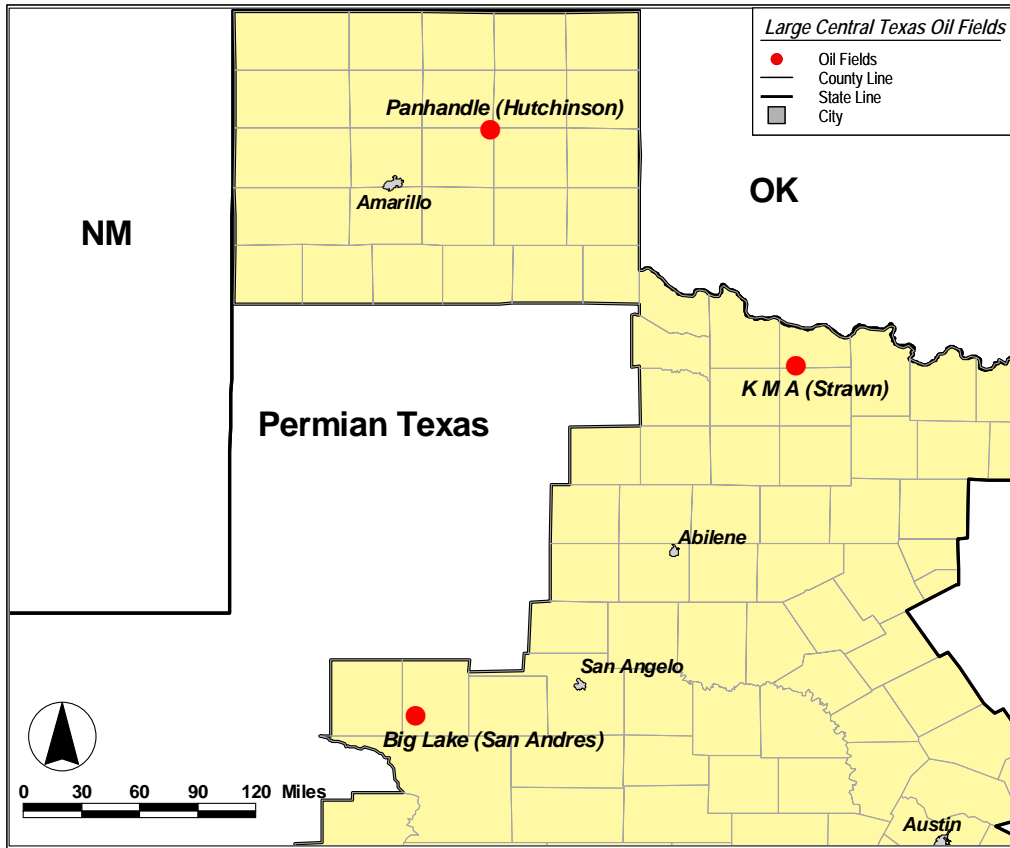 Large Central Texas Oil Fields
Oil Fields
County Line
State Line
City
Panhandle (Hutchinson)
Amarillo
OK
NM
K M A (Strawn)
Permian Texas
Abilene
San Angelo
Big Lake (San Andres)
0 30 60 90 120 Miles
Austin